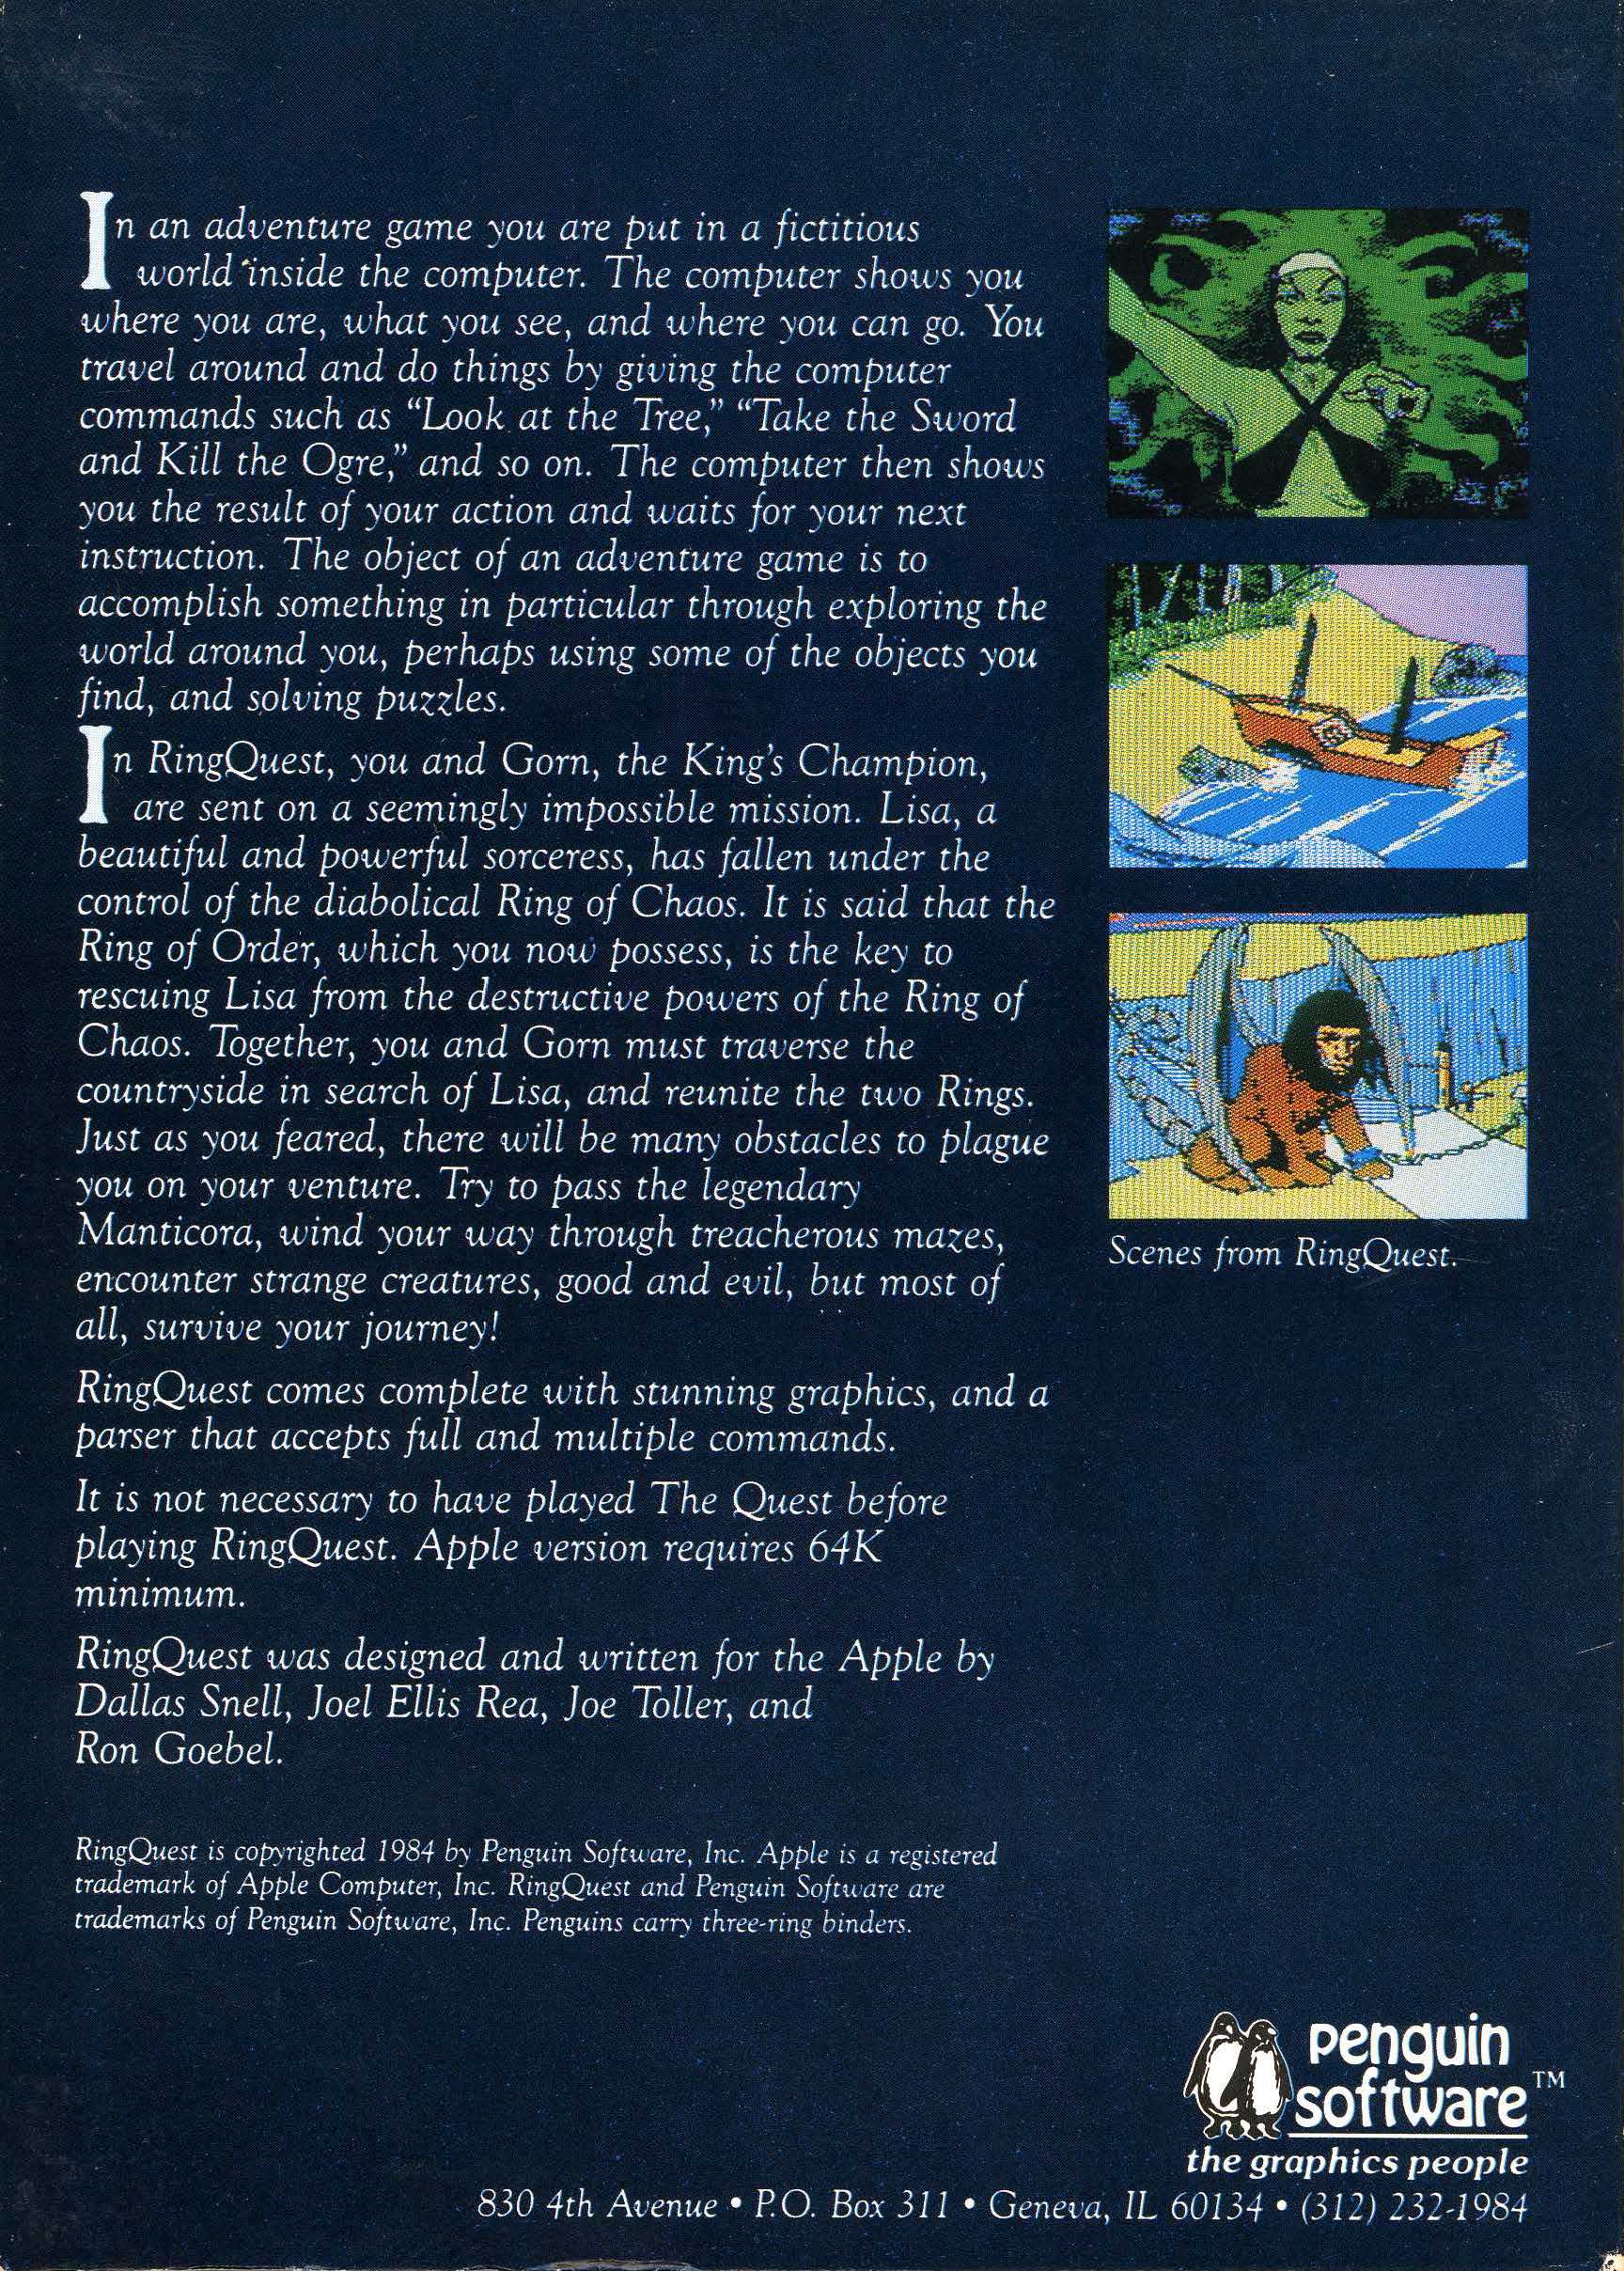 In an adventure game you are put in a fictitious
world inside the computer. The computer shows you
where you are, what you see, and where you can go. You
travel around and do things by giving the computer
commands such as “Look at the Tree,” “Take the Sword
and Kill the Ogre,” and so on. The computer then shows
you the result of your action and waits for your next
instruction. The object of an adventure game is to
accomplish something in particular through exploring the
world around you, perhaps using some of the objects you
find, and solving puzzles.
In RingQuest, you and Gorn, the King's Champion,
are sent on a seemingly impossible mission. Lisa, a
beautiful and powerful sorceress, has fallen under the
control of the diabolical Ring of Chaos. It is said that the
Ring of Order, which you now possess, is the key to
rescuing Lisa from the destructive powers of the Ring of
Chaos. Together, you and Gorn must traverse the
countryside in search of Lisa, and reunite the two Rings.
Just as you feared, there will be many obstacles to plague
you on your venture. Try to pass the legendary
Manticora, wind your way through treacherous mazes,
encounter strange creatures, good and evil, but most of
all, survive your journey!
RingQuest comes complete with stunning graphics, and a
parser that accepts full and multiple commands.
It is not necessary to have played The Quest before
playing RingQuest. Apple version requires 64K
minimum.
RingQuest was designed and written for the Apple by
Dallas Snell, Joel Ellis Rea, Joe Toller, and
Ron Goebel.
RingQuest is copyrighted 1984 by Penguin Software, Inc. Apple is a registered
trademark of Apple Computer, Inc. RingQuest and Penguin Software are
trademarks of Penguin Software, Inc. Penguins carry three-ring binders.
Scenes from RingQuest.
penguin
software™
the graphics people
830 4th Avenue • P.O. Box 311 • Geneva, IL 60134 • (312) 232-1984